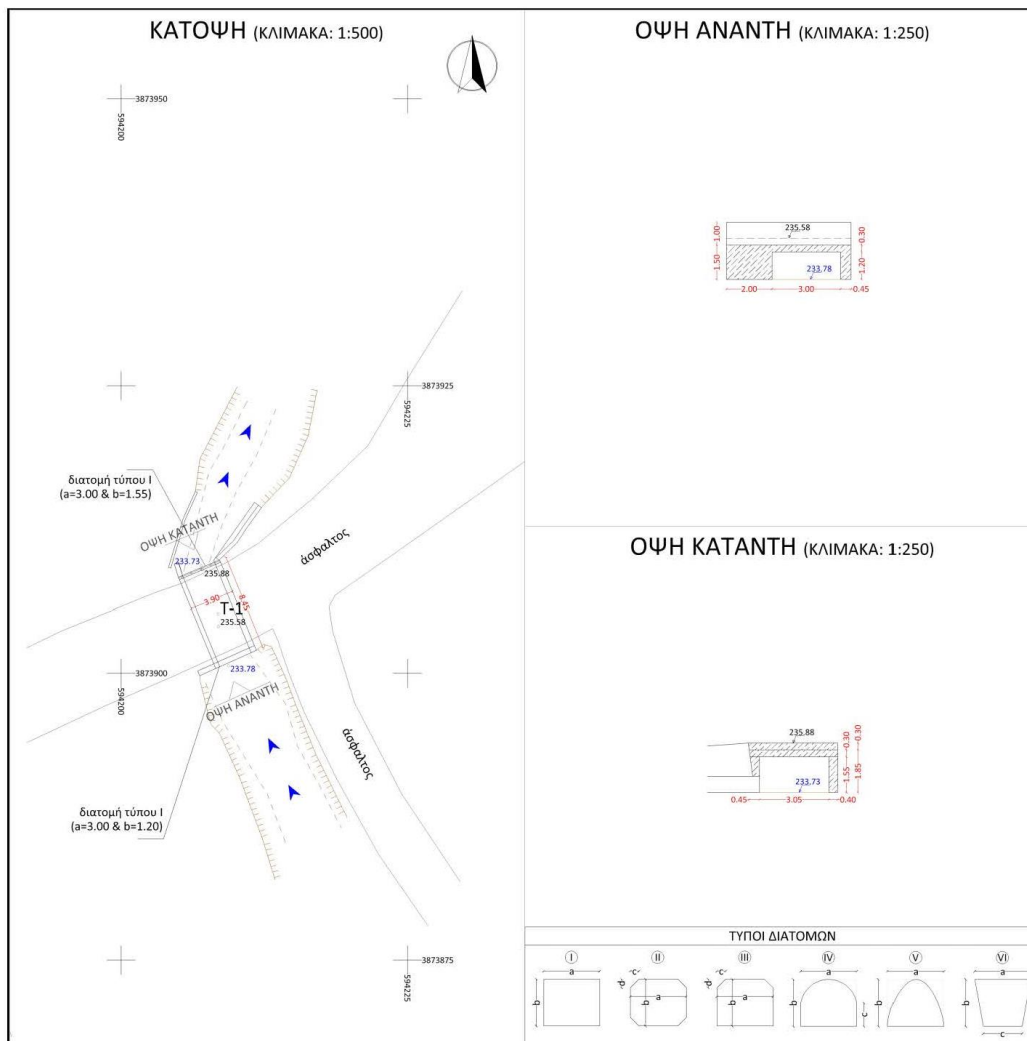 ΚΑΤΟΨΗ (ΚΛΙΜΑΚΑ: 1:500)
3873950
594200
3873925
594225
διατομή τύπου Ι
(a=3.00 & b=1.55)
ΟΨΗ ΚΑΤΑΝΤΗ
233.73
235.88
άσφαλτος
3.90
8.45
Τ-1
235.58
3873900
594200
233.78
ΟΨΗ ΑΝΑΝΤΗ
άσφαλτος
διατομή τύπου Ι
(a=3.00 & b=1.20)
3873875
594225
ΟΨΗ ΑΝΑΝΤΗ (ΚΛΙΜΑΚΑ: 1:250)
235.58
1.00
0.30
1.50
233.78
1.20
2.00
3.00
0.45
ΟΨΗ ΚΑΤΑΝΤΗ (ΚΛΙΜΑΚΑ: 1:250)
235.88
0.30
0.30
1.55
1.85
233.73
0.45
3.05
0.40
ΤΥΠΟΙ ΔΙΑΤΟΜΩΝ
I II III IV V VI
a c c a a a
d d
b b a b a b c b b
c